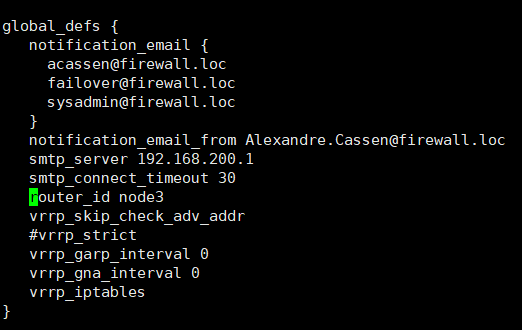 global_defs {
   notification_email {
     acassen@firewall.loc
     failover@firewall.loc
     sysadmin@firewall.loc
   }
   notification_email_from Alexandre.Cassen@firewall.loc
   smtp_server 192.168.200.1
   smtp_connect_timeout 30
   router_id node3
   vrrp_skip_check_adv_addr
   #vrrp_strict
   vrrp_garp_interval 0
   vrrp_gna_interval 0
   vrrp_iptables
}